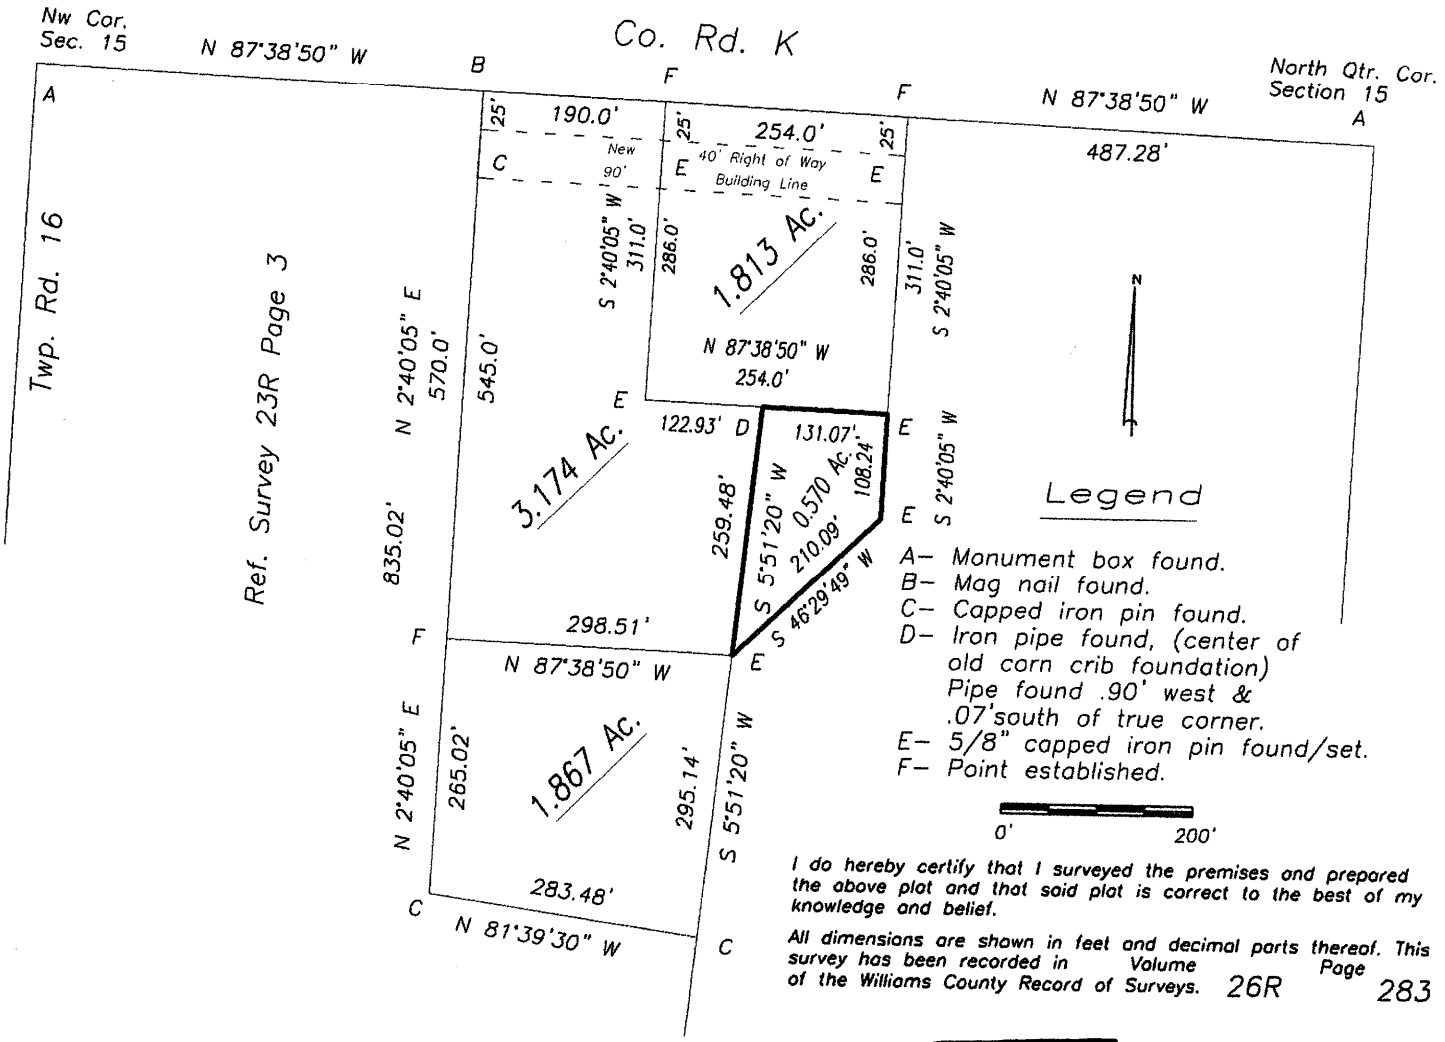 Nw Cor.
Sec. 15
N 87°38'50" W
Co. Rd. K
North Qtr. Cor.
Section 15
A
B
F
F
N 87°38'50" W
A
25'
190.0'
25'
254.0'
25'
487.28'
C
New
90'
E
40' Right of Way
Building Line
E
Twp. Rd. 16
Ref. Survey 23R Page 3
N 2°40'05" E
570.0'
545.0'
S 2°40'05" W
311.0'
286.0'
1.813 Ac.
286.0'
311.0'
S 2°40'05" W
N
N 87°38'50" W
254.0'
E
122.93'
D
131.07'
E
S 2°40'05" W
3.174 Ac.
259.48'
S 5°51'20" W
0.570 Ac.
210.09'
108.24'
E
S 46°29'49" W
835.02'
298.51'
F
N 87°38'50" W
E
N 2°40'05" E
265.02'
1.867 Ac.
295.14'
S 5°51'20" W
283.48'
C
N 81°39'30" W
C
Legend
A- Monument box found.
B- Mag nail found.
C- Capped iron pin found.
D- Iron pipe found, (center of
old corn crib foundation)
Pipe found .90' west &
.07'south of true corner.
E- 5/8" capped iron pin found/set.
F- Point established.
0'
200'
I do hereby certify that I surveyed the premises and prepared
the above plat and that said plat is correct to the best of my
knowledge and belief.
All dimensions are shown in feet and decimal parts thereof. This
survey has been recorded in Volume Page
of the Williams County Record of Surveys. 26R 283